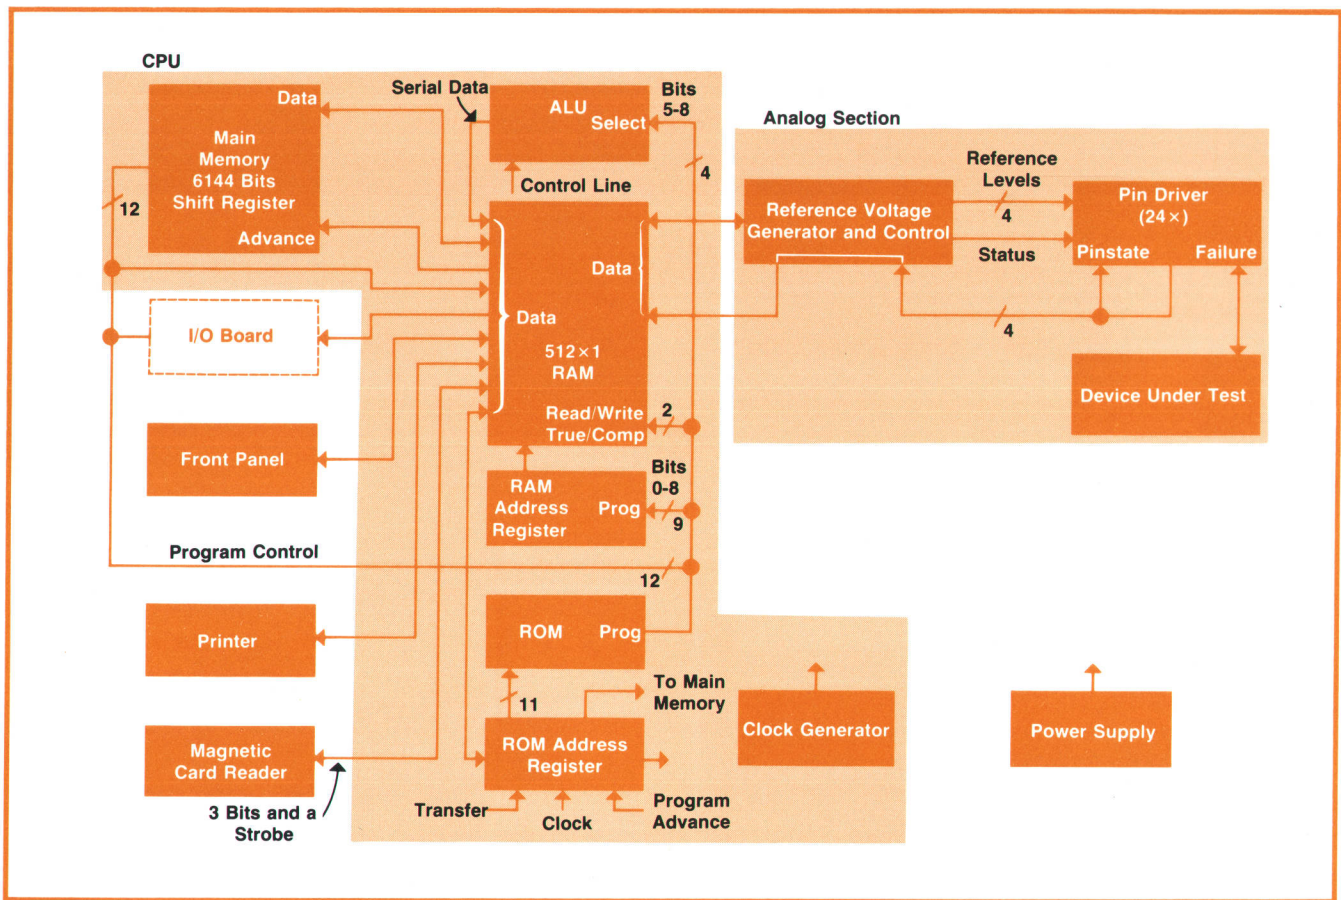 CPU
Data
Main
Memory
6144 Bits
Shift Register
Advance
12
Serial Data
ALU
Select
Bits
5-8
4
Control Line
Data
Data
512×1
RAM
Read/Write
True/Comp
2
RAM
Address
Register
Prog
Bits
0-8
9
12
I/O Board
Front Panel
Program Control
Printer
Magnetic
Card Reader
3 Bits and a
Strobe
ROM
Prog
11
To Main
Memory
ROM Address
Register
Transfer
Clock
Program
Advance
Clock Generator
Power Supply
Analog Section
Reference Voltage
Generator and Control
Reference
Levels
4
Status
Pin Driver
(24×)
Pinstate
Failure
4
Device Under Test